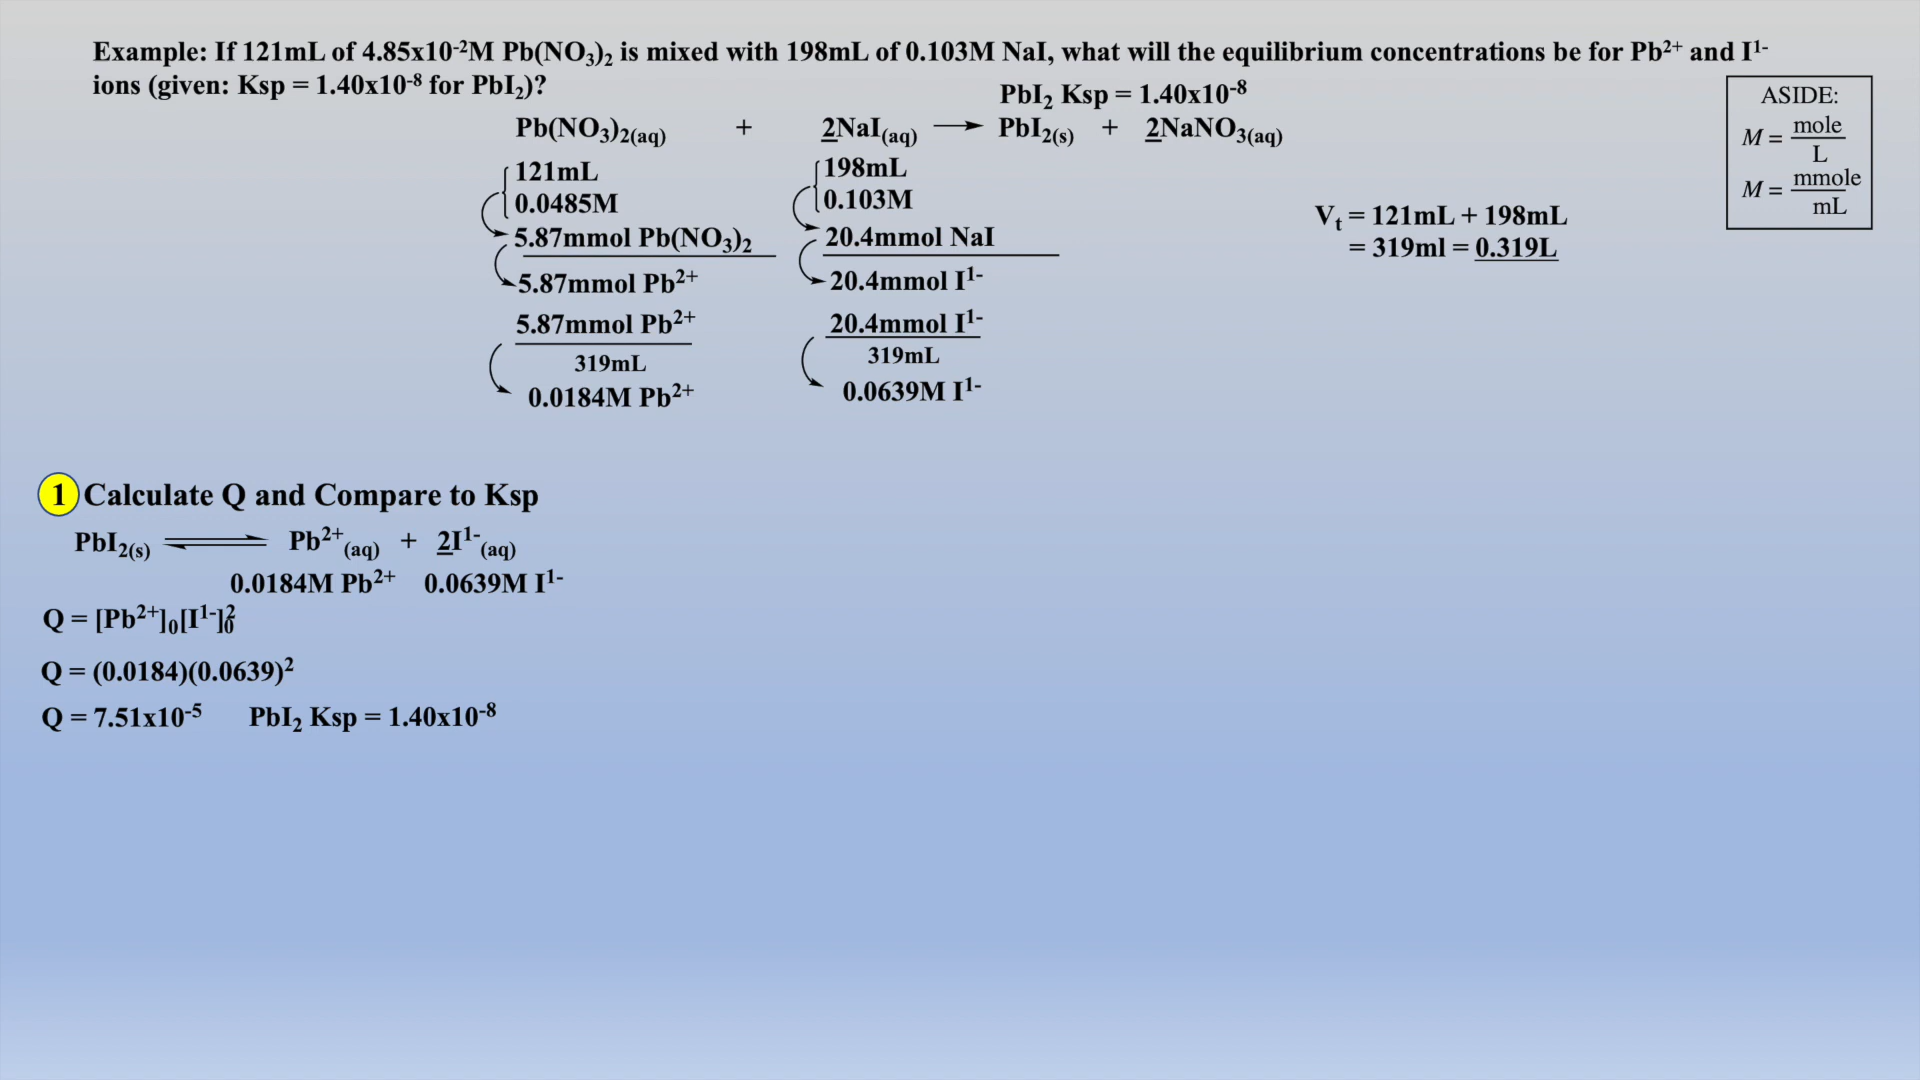 Example: If 121mL of 4.85x10⁻²M Pb(NO₃)₂ is mixed with 198mL of 0.103M NaI, what will the equilibrium concentrations be for Pb²⁺ and I¹⁻
ions (given: Ksp = 1.40x10⁻⁸ for PbI₂)?
PbI₂ Ksp = 1.40x10⁻⁸
Pb(NO₃)₂₍aq₎ + 2NaI₍aq₎ ⟶ PbI₂₍s₎ + 2NaNO₃₍aq₎
121mL 198mL
0.0485M 0.103M
5.87mmol Pb(NO₃)₂ 20.4mmol NaI
5.87mmol Pb²⁺ 20.4mmol I¹⁻
5.87mmol Pb²⁺ 20.4mmol I¹⁻
319mL 319mL
0.0184M Pb²⁺ 0.0639M I¹⁻
Vₜ = 121mL + 198mL
= 319ml = 0.319L
ASIDE:
M = mole
L
M = mmole
mL
1 Calculate Q and Compare to Ksp
PbI₂₍s₎ ⇌ Pb²⁺₍aq₎ + 2I¹⁻₍aq₎
0.0184M Pb²⁺ 0.0639M I¹⁻
Q = [Pb²⁺]₀[I¹⁻]₀²
Q = (0.0184)(0.0639)²
Q = 7.51x10⁻⁵ PbI₂ Ksp = 1.40x10⁻⁸